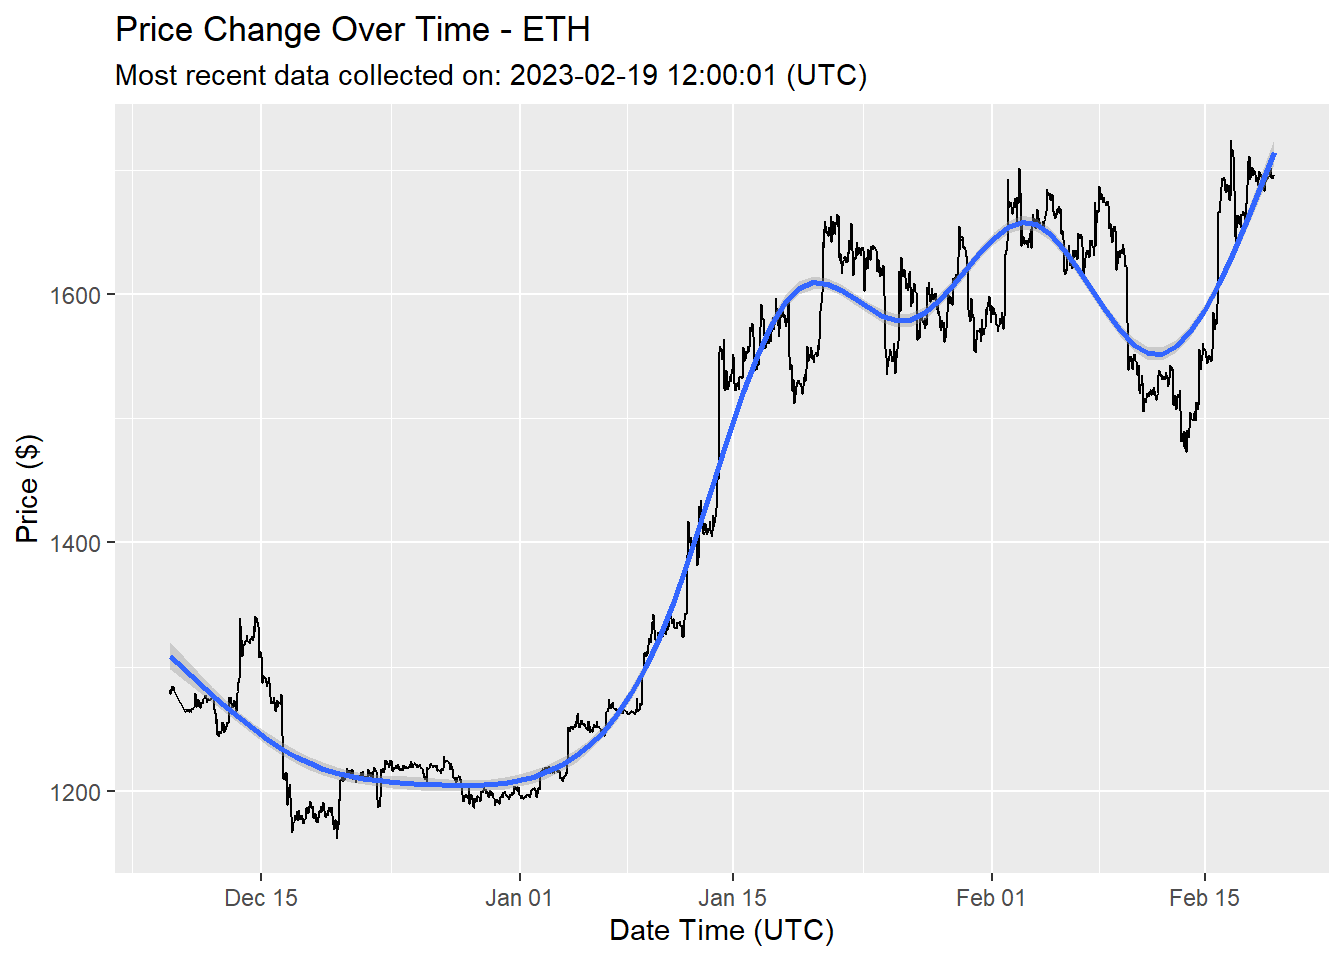 Price Change Over Time - ETH
Most recent data collected on: 2023-02-19 12:00:01 (UTC)
Price ($)
1600
1400
1200
Dec 15
Jan 01
Jan 15
Feb 01
Feb 15
Date Time (UTC)